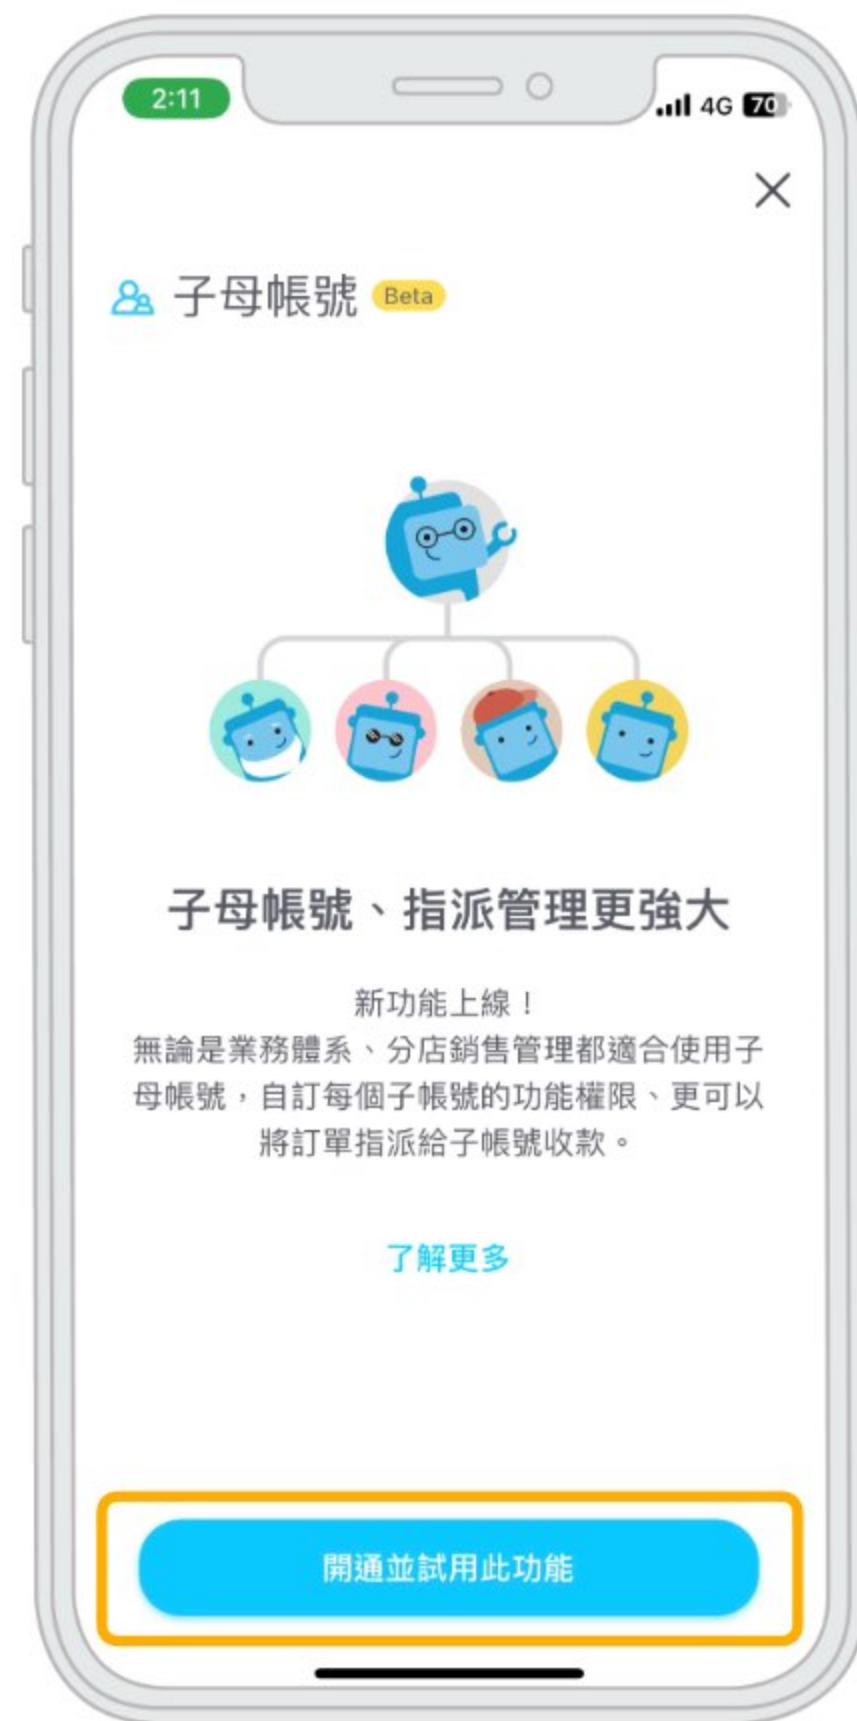 2:11
4G 70
子母帳號 Beta
子母帳號、指派管理更強大
新功能上線！
無論是業務體系、分店銷售管理都適合使用子
母帳號，自訂每個子帳號的功能權限、更可以
將訂單指派給子帳號收款。
了解更多
開通並試用此功能